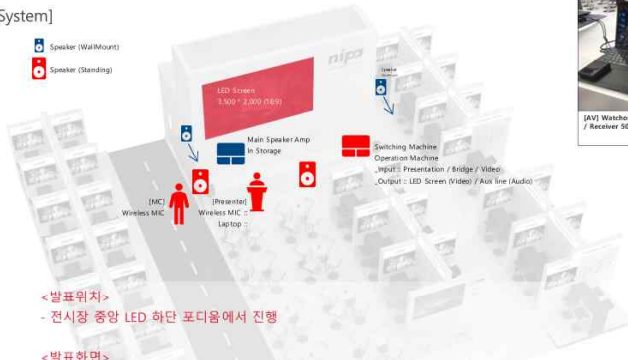 System]
Speaker (WallMount)
Speaker (Standing)
nipa
LED Screen
3,500 * 2,000 (16:9)
Speaker
Main Speaker Amp
In Storage
Switching Machine
Operation Machine
_Input :: Presentation / Bridge / Video
_Output :: LED Screen (Video) / Aux line (Audio)
[MC]
Wireless MIC
[Presenter]
Wireless MIC ::
Laptop ::
[AV] Watcho
/ Receiver 50
<발표위치>
- 전시장 중앙 LED 하단 포디움에서 진행
<발표화면>